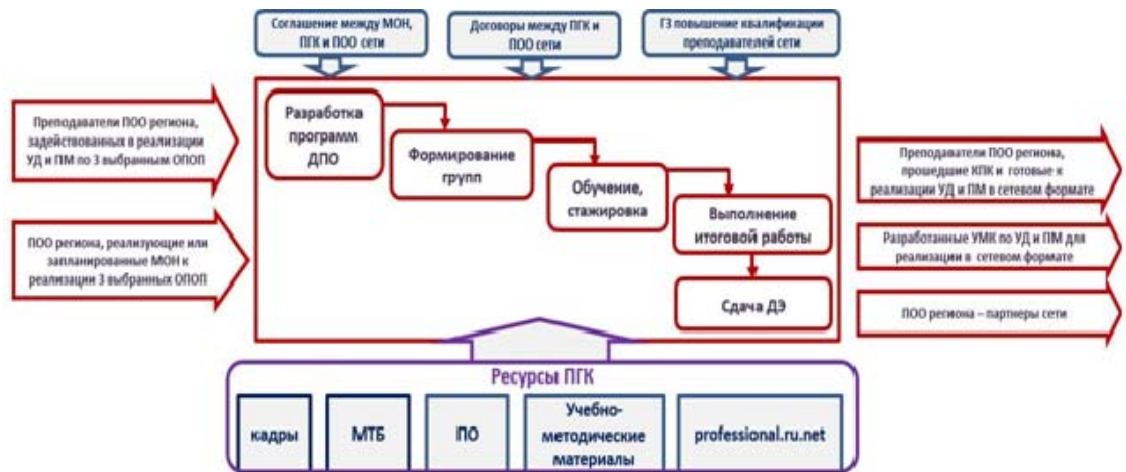 Соглашение между МОН,
ПГК и ПОО сети
Договоры между ПГК и
ПОО сети
ГЗ повышение квалификации
преподавателей сети
Преподаватели ПОО региона,
задействованных в реализации
УД и ПМ по 3 выбранным ОПОП
ПОО региона, реализующие или
запланированные МОН к
реализации 3 выбранных ОПОП
Разработка
программ
ДПО
Формирование
групп
Обучение,
стажировка
Выполнение
итоговой работы
Сдача ДЭ
Преподаватели ПОО региона,
прошедшие КПК и готовые к
реализации УД и ПМ в сетевом формате
Разработанные УМК по УД и ПМ для
реализации в сетевом формате
ПОО региона – партнеры сети
Ресурсы ПГК
кадры
МТБ
ПО
Учебно-
методические
материалы
professional.ru.net